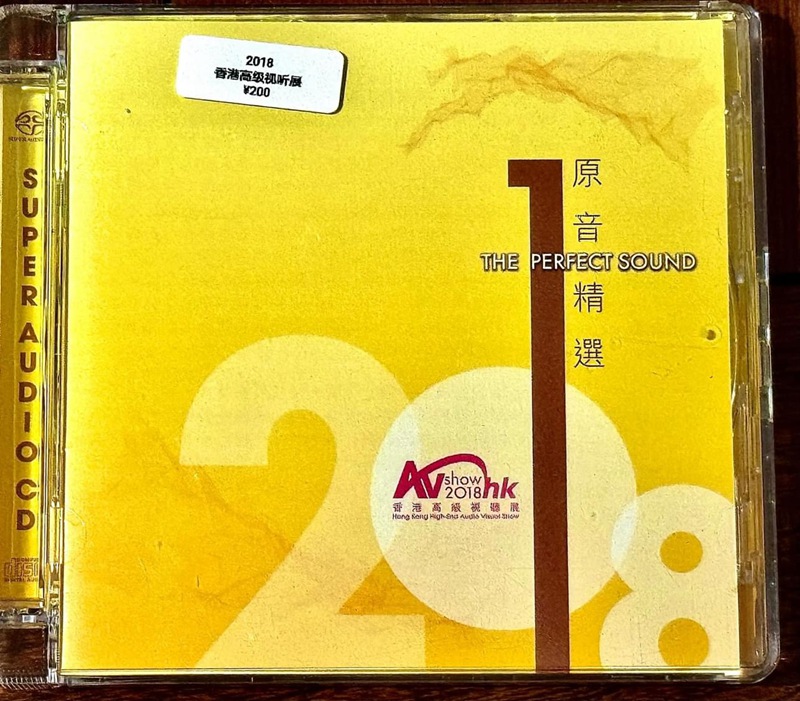 2018
香港高级视听展
¥200
SUPER AUDIO CD
原音精選
THE PERFECT SOUND
2018
AV show 2018 hk
香港高級視聽展
Hong Kong High-End Audio Visual Show